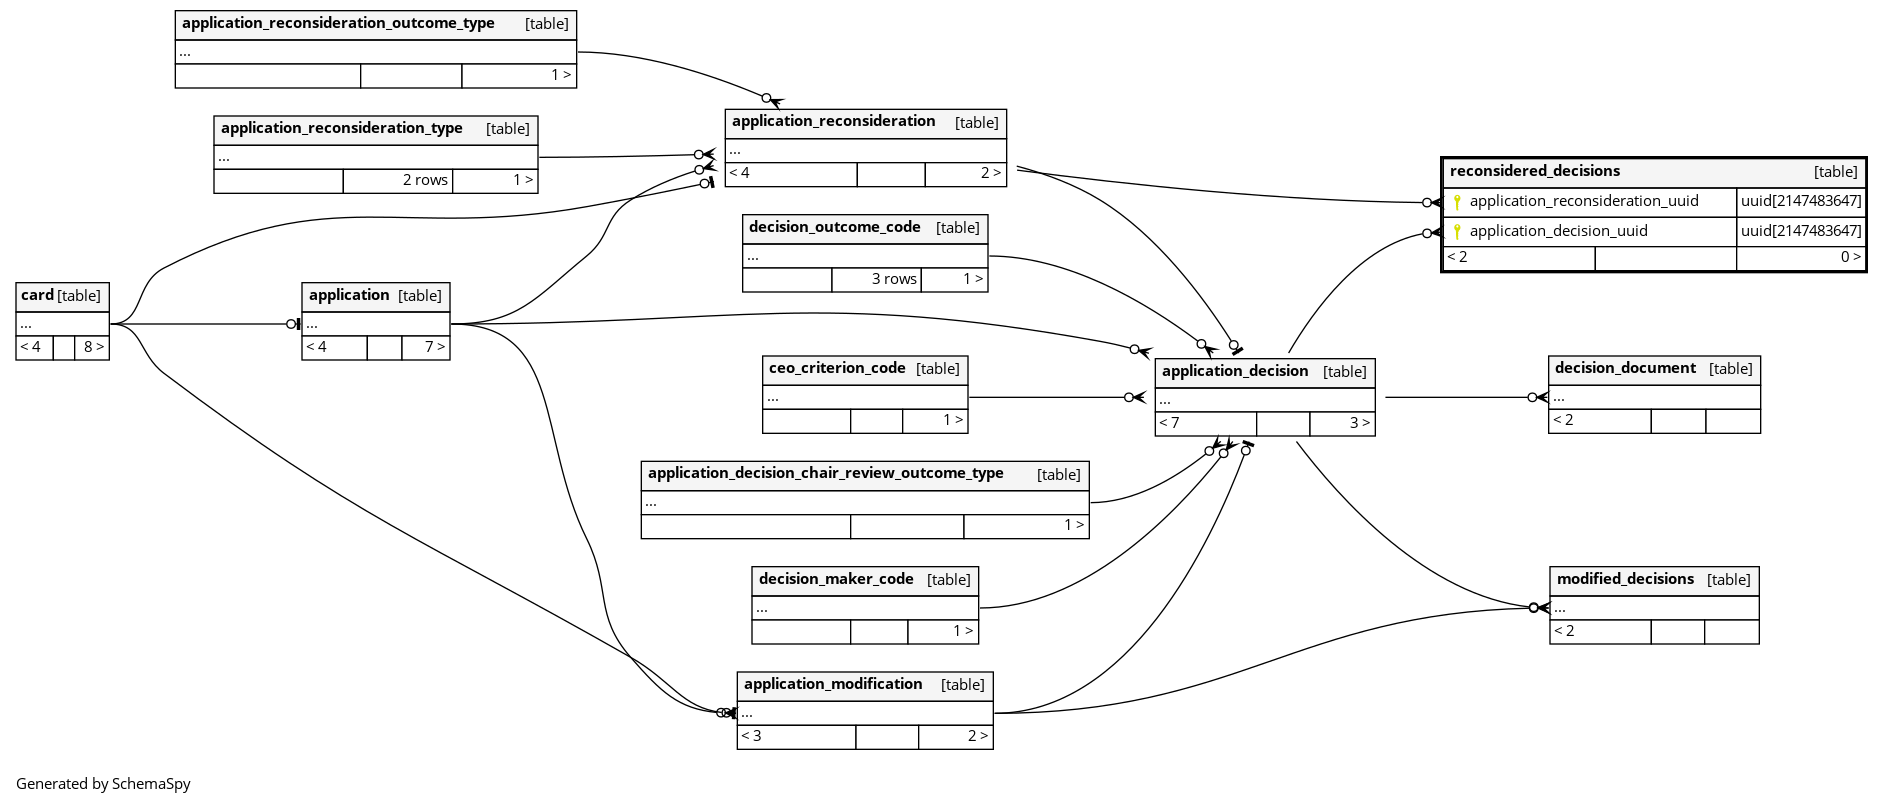 application_reconsideration_outcome_type [table]
...
1 >
application_reconsideration_type [table]
...
2 rows 1 >
application_reconsideration [table]
...
< 4 2 >
reconsidered_decisions [table]
application_reconsideration_uuid uuid[2147483647]
application_decision_uuid uuid[2147483647]
< 2 0 >
decision_outcome_code [table]
...
3 rows 1 >
card [table]
...
< 4 8 >
application [table]
...
< 4 7 >
ceo_criterion_code [table]
...
1 >
application_decision [table]
...
< 7 3 >
decision_document [table]
...
< 2
application_decision_chair_review_outcome_type [table]
...
1 >
decision_maker_code [table]
...
1 >
modified_decisions [table]
...
< 2
application_modification [table]
...
< 3 2 >
Generated by SchemaSpy